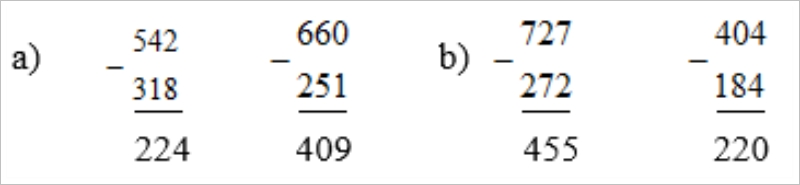 a) 542 660 b) 727 404
− − − −
318 251 272 184
224 409 455 220